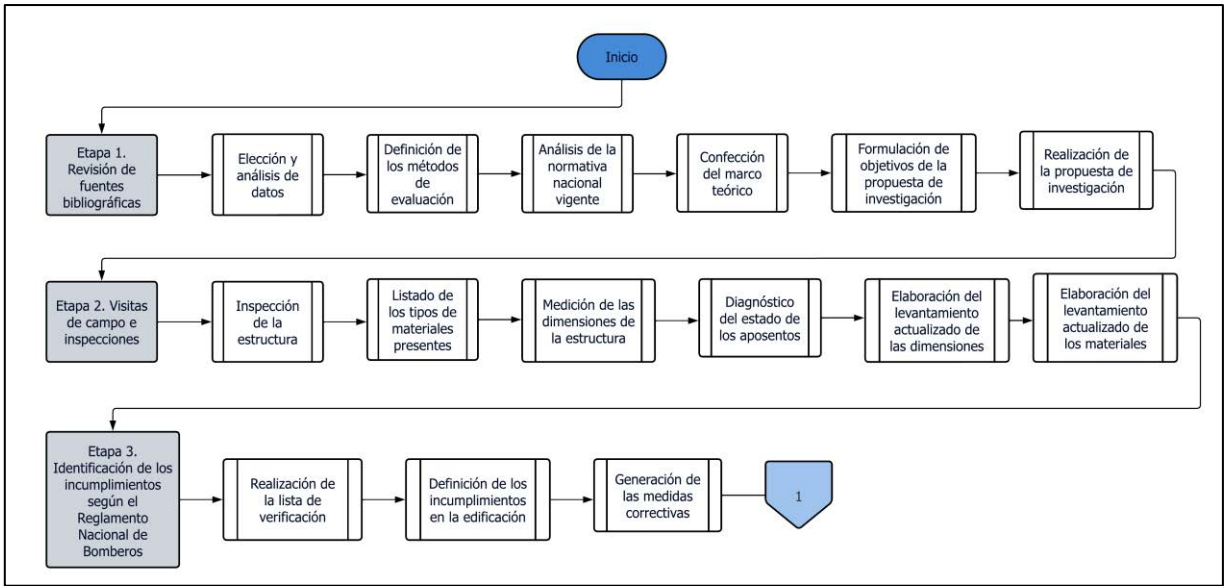 Inicio
Etapa 1.
Revisión de
fuentes
bibliográficas
Elección y
análisis de
datos
Definición de
los métodos
de
evaluación
Análisis de la
normativa
nacional
vigente
Confección
del marco
teórico
Formulación de
objetivos de la
propuesta de
investigación
Realización de
la propuesta de
investigación
Etapa 2. Visitas
de campo e
inspecciones
Inspección
de la
estructura
Listado de
los tipos de
materiales
presentes
Medición de las
dimensiones de
la estructura
Diagnóstico
del estado de
los aposentos
Elaboración del
levantamiento
actualizado de
las dimensiones
Elaboración del
levantamiento
actualizado de
los materiales
Etapa 3.
Identificación de los
incumplimientos
según el
Reglamento
Nacional de
Bomberos
Realización de
la lista de
verificación
Definición de los
incumplimientos
en la edificación
Generación de
las medidas
correctivas
1